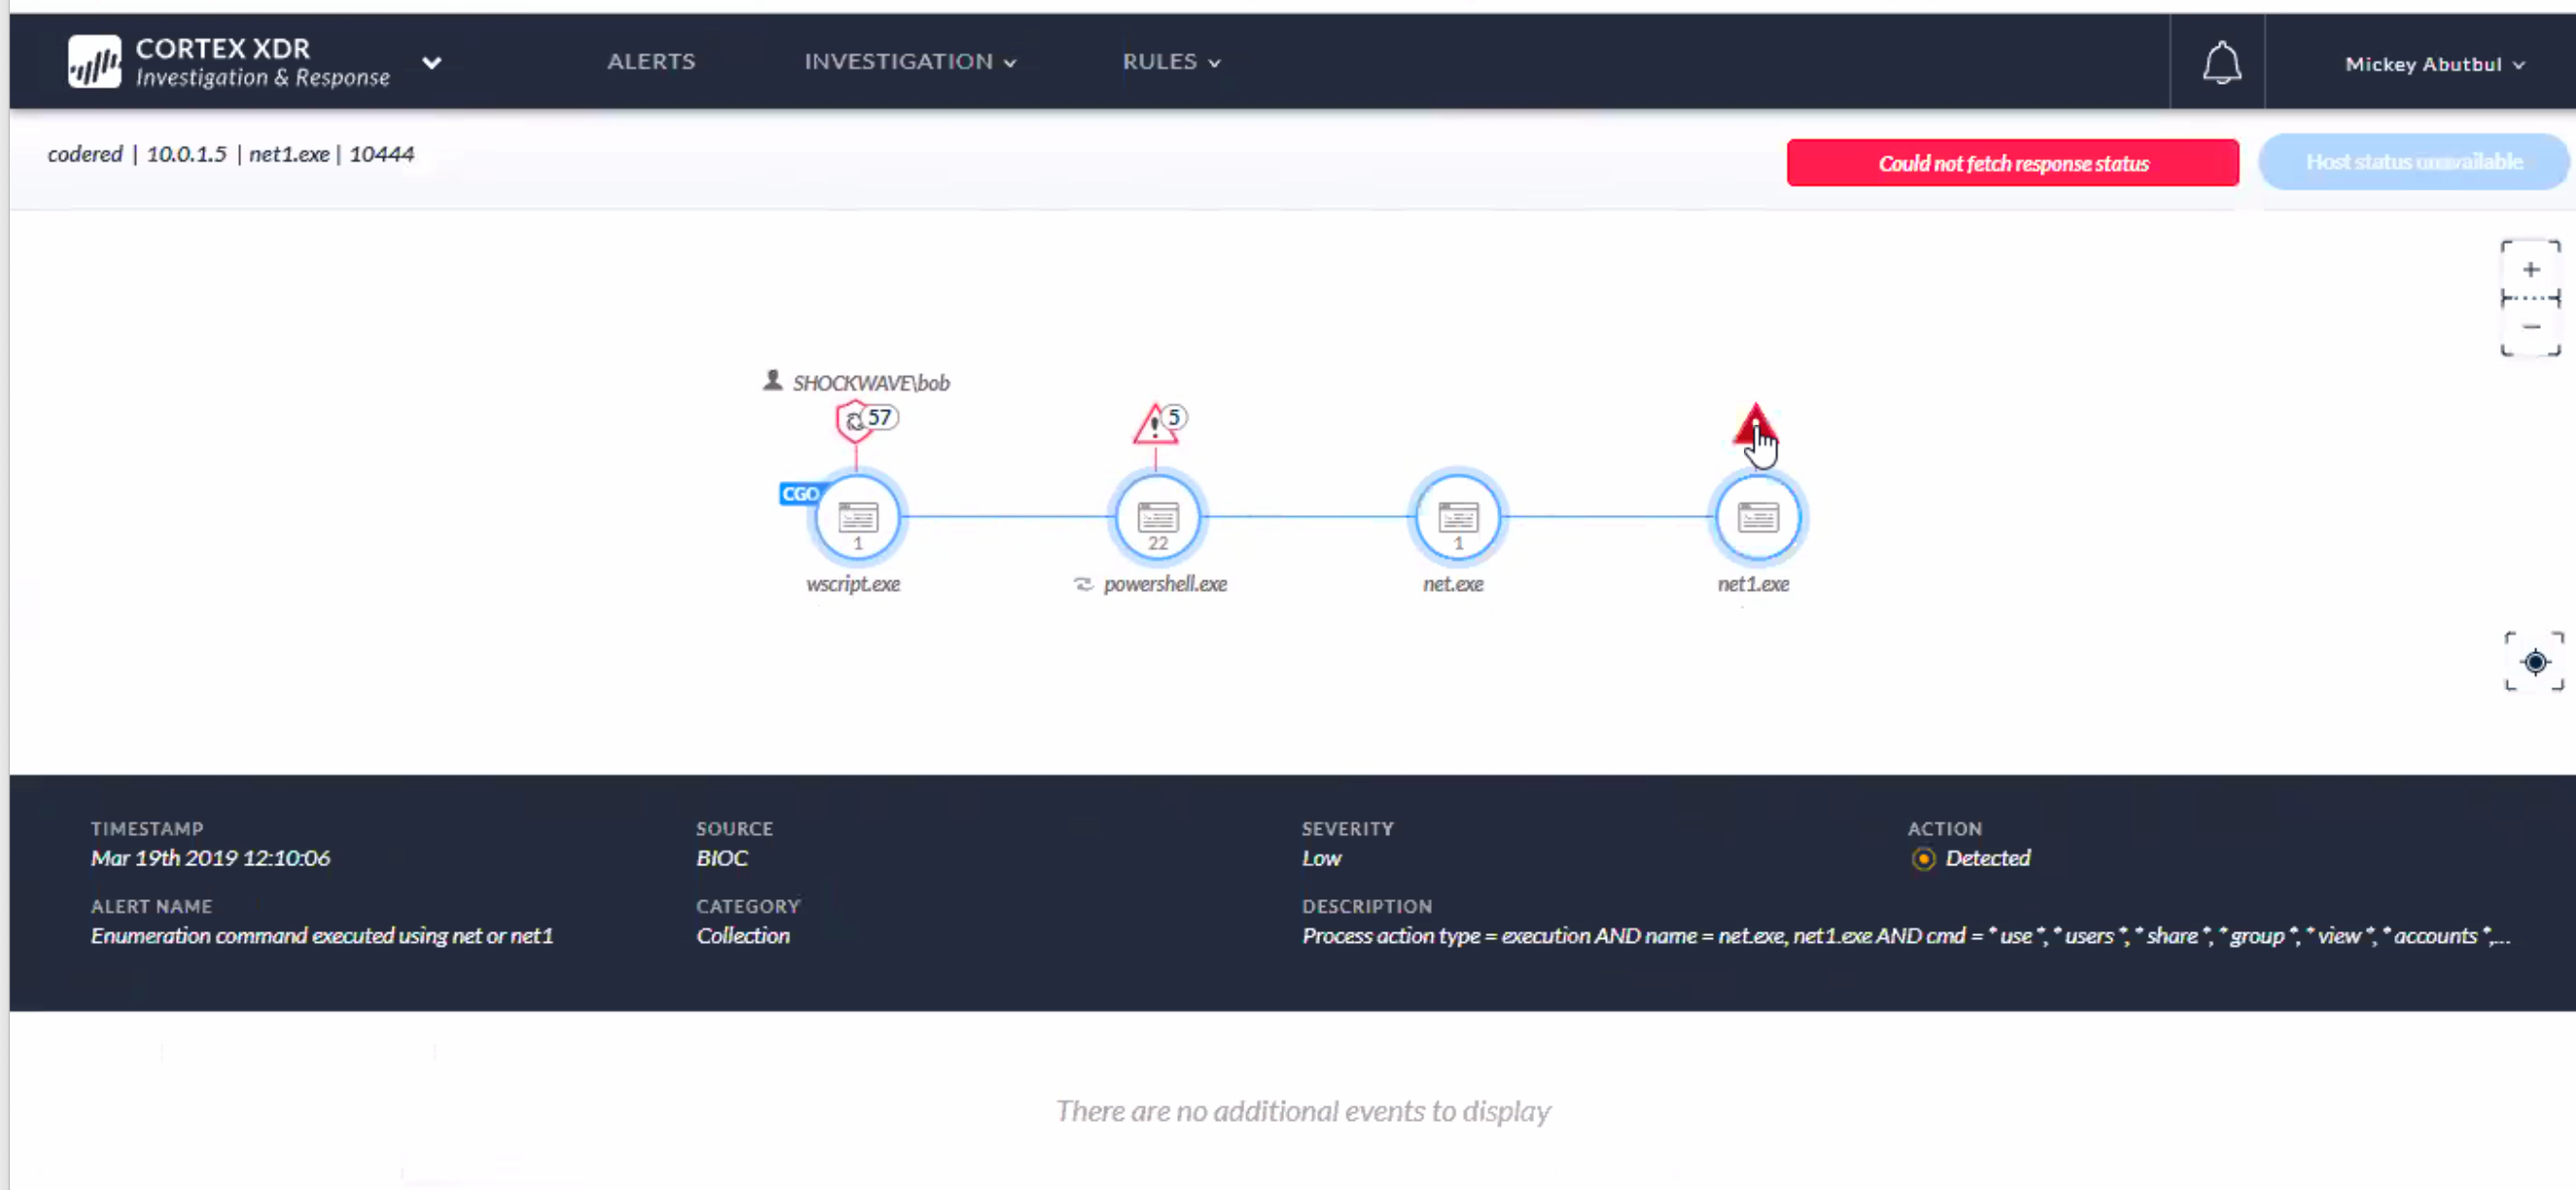 CORTEX XDR
Investigation & Response
ALERTS
INVESTIGATION
RULES
Mickey Abutbul
codered | 10.0.1.5 | net1.exe | 10444
Could not fetch response status
Host status unavailable
+
−
SHOCKWAVE\bob
57
5
CGO
1
22
1
wscript.exe
powershell.exe
net.exe
net1.exe
TIMESTAMP
Mar 19th 2019 12:10:06
SOURCE
BIOC
SEVERITY
Low
ACTION
Detected
ALERT NAME
Enumeration command executed using net or net1
CATEGORY
Collection
DESCRIPTION
Process action type = execution AND name = net.exe, net1.exe AND cmd = * use *, * users *, * share *, * group *, * view *, * accounts *,...
There are no additional events to display